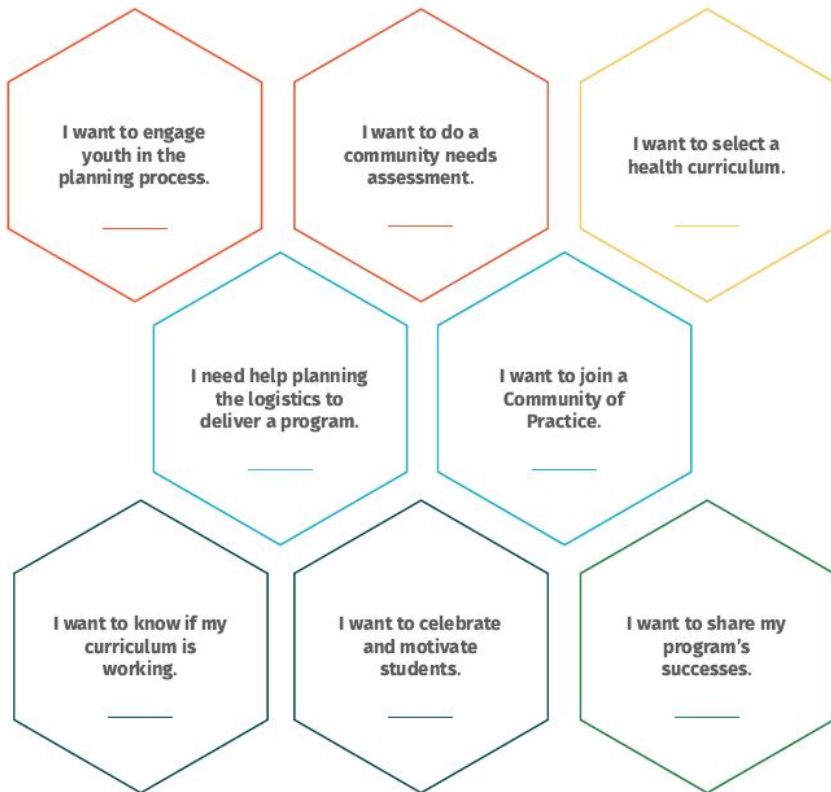 I want to engage
youth in the
planning process.
I want to do a
community needs
assessment.
I want to select a
health curriculum.
I need help planning
the logistics to
deliver a program.
I want to join a
Community of
Practice.
I want to know if my
curriculum is
working.
I want to celebrate
and motivate
students.
I want to share my
program's
successes.